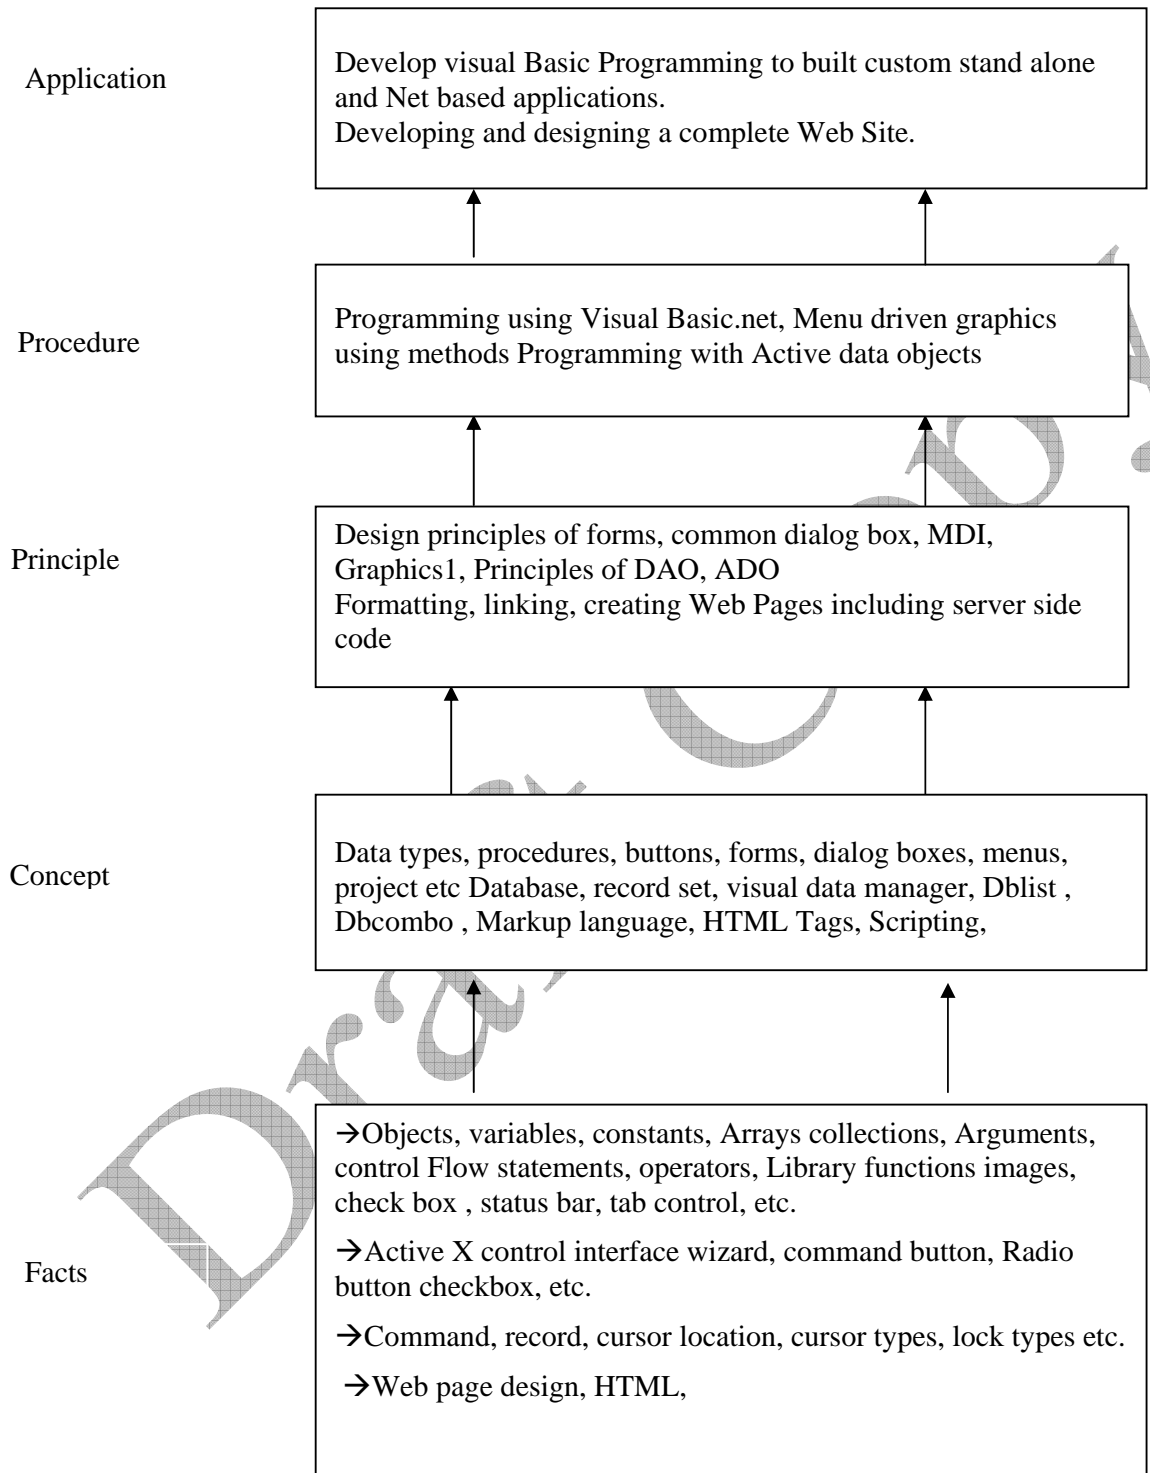 Application
Develop visual Basic Programming to built custom stand alone
and Net based applications.
Developing and designing a complete Web Site.
Procedure
Programming using Visual Basic.net, Menu driven graphics
using methods Programming with Active data objects
Principle
Design principles of forms, common dialog box, MDI,
Graphics1, Principles of DAO, ADO
Formatting, linking, creating Web Pages including server side
code
Concept
Data types, procedures, buttons, forms, dialog boxes, menus,
project etc Database, record set, visual data manager, Dblist ,
Dbcombo , Markup language, HTML Tags, Scripting,
Facts
→Objects, variables, constants, Arrays collections, Arguments,
control Flow statements, operators, Library functions images,
check box , status bar, tab control, etc.
→Active X control interface wizard, command button, Radio
button checkbox, etc.
→Command, record, cursor location, cursor types, lock types etc.
→Web page design, HTML,
Draft Copy